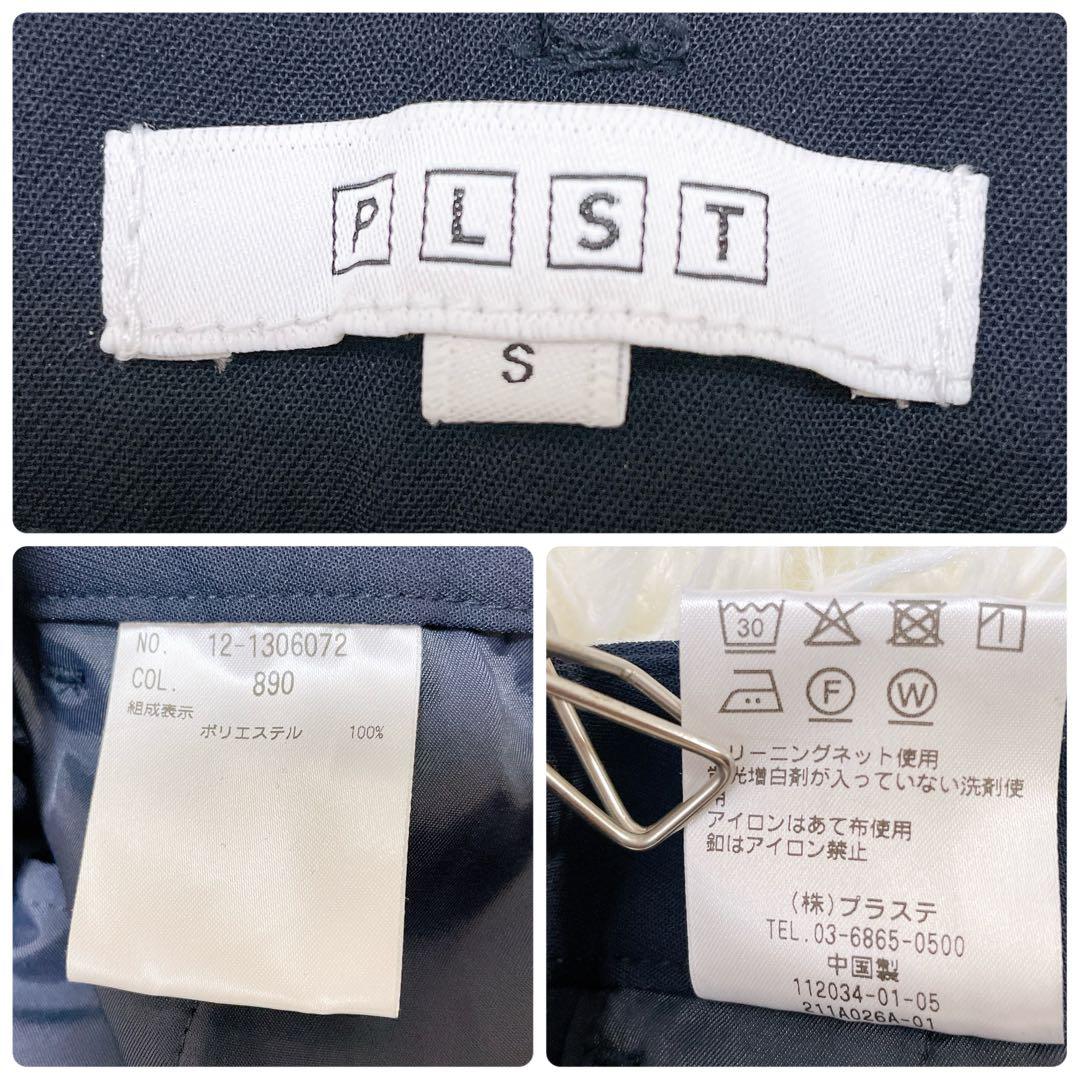 PLST
S
NO. 12-1306072
COL. 890
組成表示
ポリエステル 100%
30
F W
リーニングネット使用
光増白剤が入っていない洗剤使
用
アイロンはあて布使用
釦はアイロン禁止
(株)プラステ
TEL.03-6865-0500
中国製
112034-01-05
211A026A-01